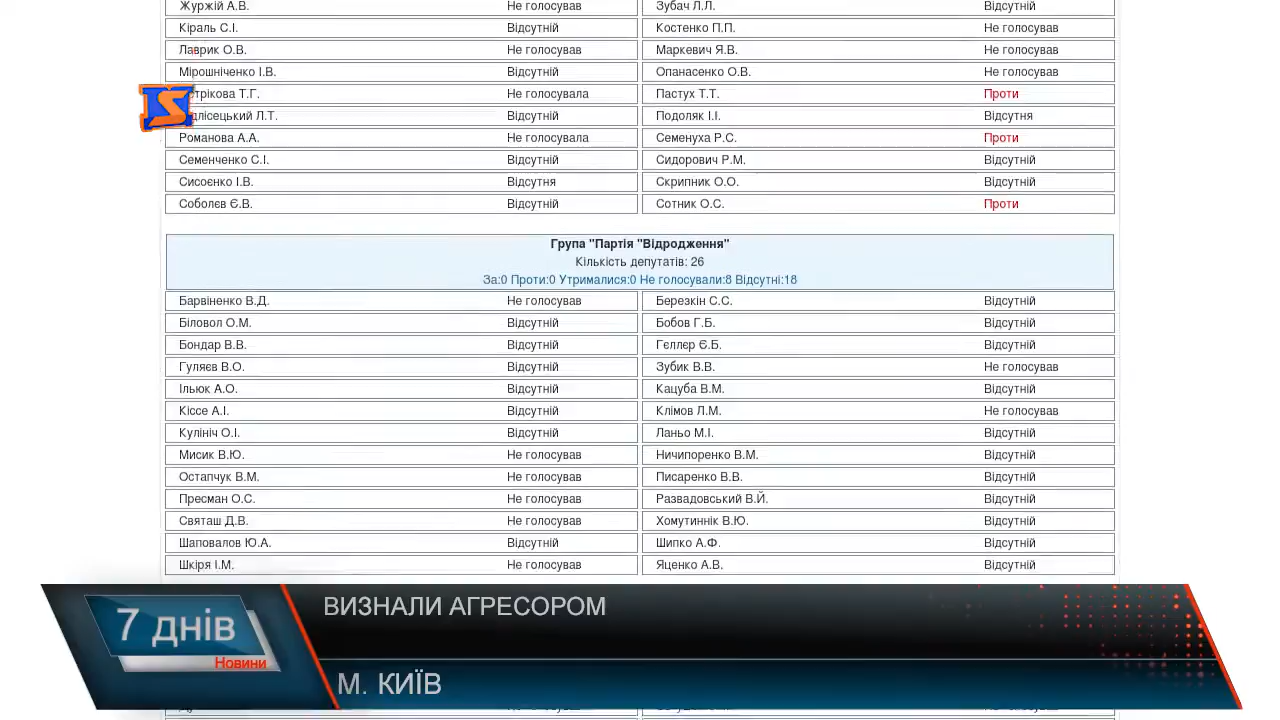 Журжій А.В. Не голосував Зубач Л.Л. Відсутній
Кіраль С.І. Відсутній Костенко П.П. Не голосував
Лаврик О.В. Не голосував Маркевич Я.В. Не голосував
Мірошніченко І.В. Відсутній Опанасенко О.В. Не голосував
Т.Г. Не голосувала Пастух Т.Т. Проти
Л.Т. Відсутній Подоляк І.І. Відсутня
Романова А.А. Не голосувала Семенуха Р.С. Проти
Семенченко С.І. Відсутній Сидорович Р.М. Відсутній
Сисоєнко І.В. Відсутня Скрипник О.О. Відсутній
Соболєв Є.В. Відсутній Сотник О.С. Проти
Група "Партія "Відродження"
Кількість депутатів: 26
За:0 Проти:0 Утрималися:0 Не голосували:8 Відсутні:18
Барвіненко В.Д. Не голосував Березкін С.С. Відсутній
Біловол О.М. Відсутній Бобов Г.Б. Відсутній
Бондар В.В. Відсутній Гєллєр Є.Б. Відсутній
Гуляєв В.О. Відсутній Зубик В.В. Не голосував
Ільюк А.О. Відсутній Кацуба В.М. Відсутній
Кіссе А.І. Відсутній Клімов Л.М. Не голосував
Кулініч О.І. Відсутній Ланьо М.І. Відсутній
Мисик В.Ю. Не голосував Ничипоренко В.М. Відсутній
Остапчук В.М. Не голосував Писаренко В.В. Відсутній
Пресман О.С. Не голосував Развадовський В.Й. Відсутній
Святаш Д.В. Не голосував Хомутиннік В.Ю. Відсутній
Шаповалов Ю.А. Відсутній Шипко А.Ф. Відсутній
Шкіря І.М. Не голосував Яценко А.В. Відсутній
7 днів
Новини
ВИЗНАЛИ АГРЕСОРОМ
М. КИЇВ